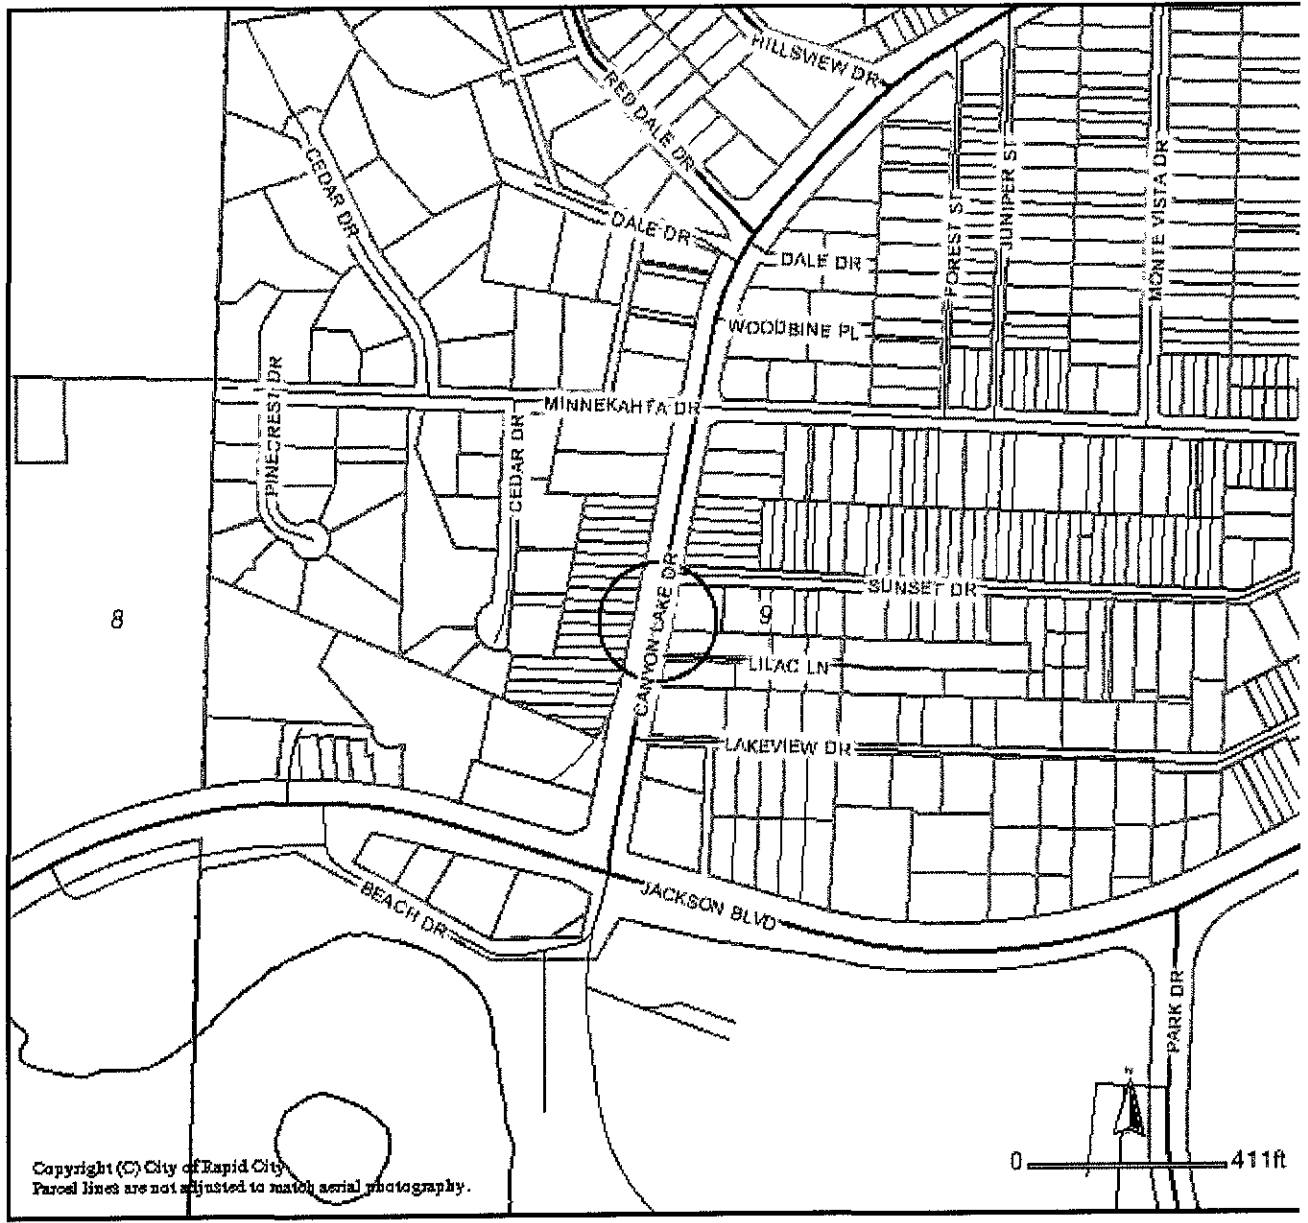 HILLSVIEW DR
RED DALE DR
CEDAR DR
JUNIPER ST
MONTE VISTA DR
FOREST ST
DALE DR
DALE DR
WOODBINE PL
PINECREST DR
MINNEKAHTA DR
CEDAR DR
CANYON LAKE DR
SUNSET DR
8
9
LILAC LN
LAKEVIEW DR
BEACH DR
JACKSON BLVD
PARK DR
N
0 411ft
Copyright (C) City of Rapid City
Parcel lines are not adjusted to match aerial photography.